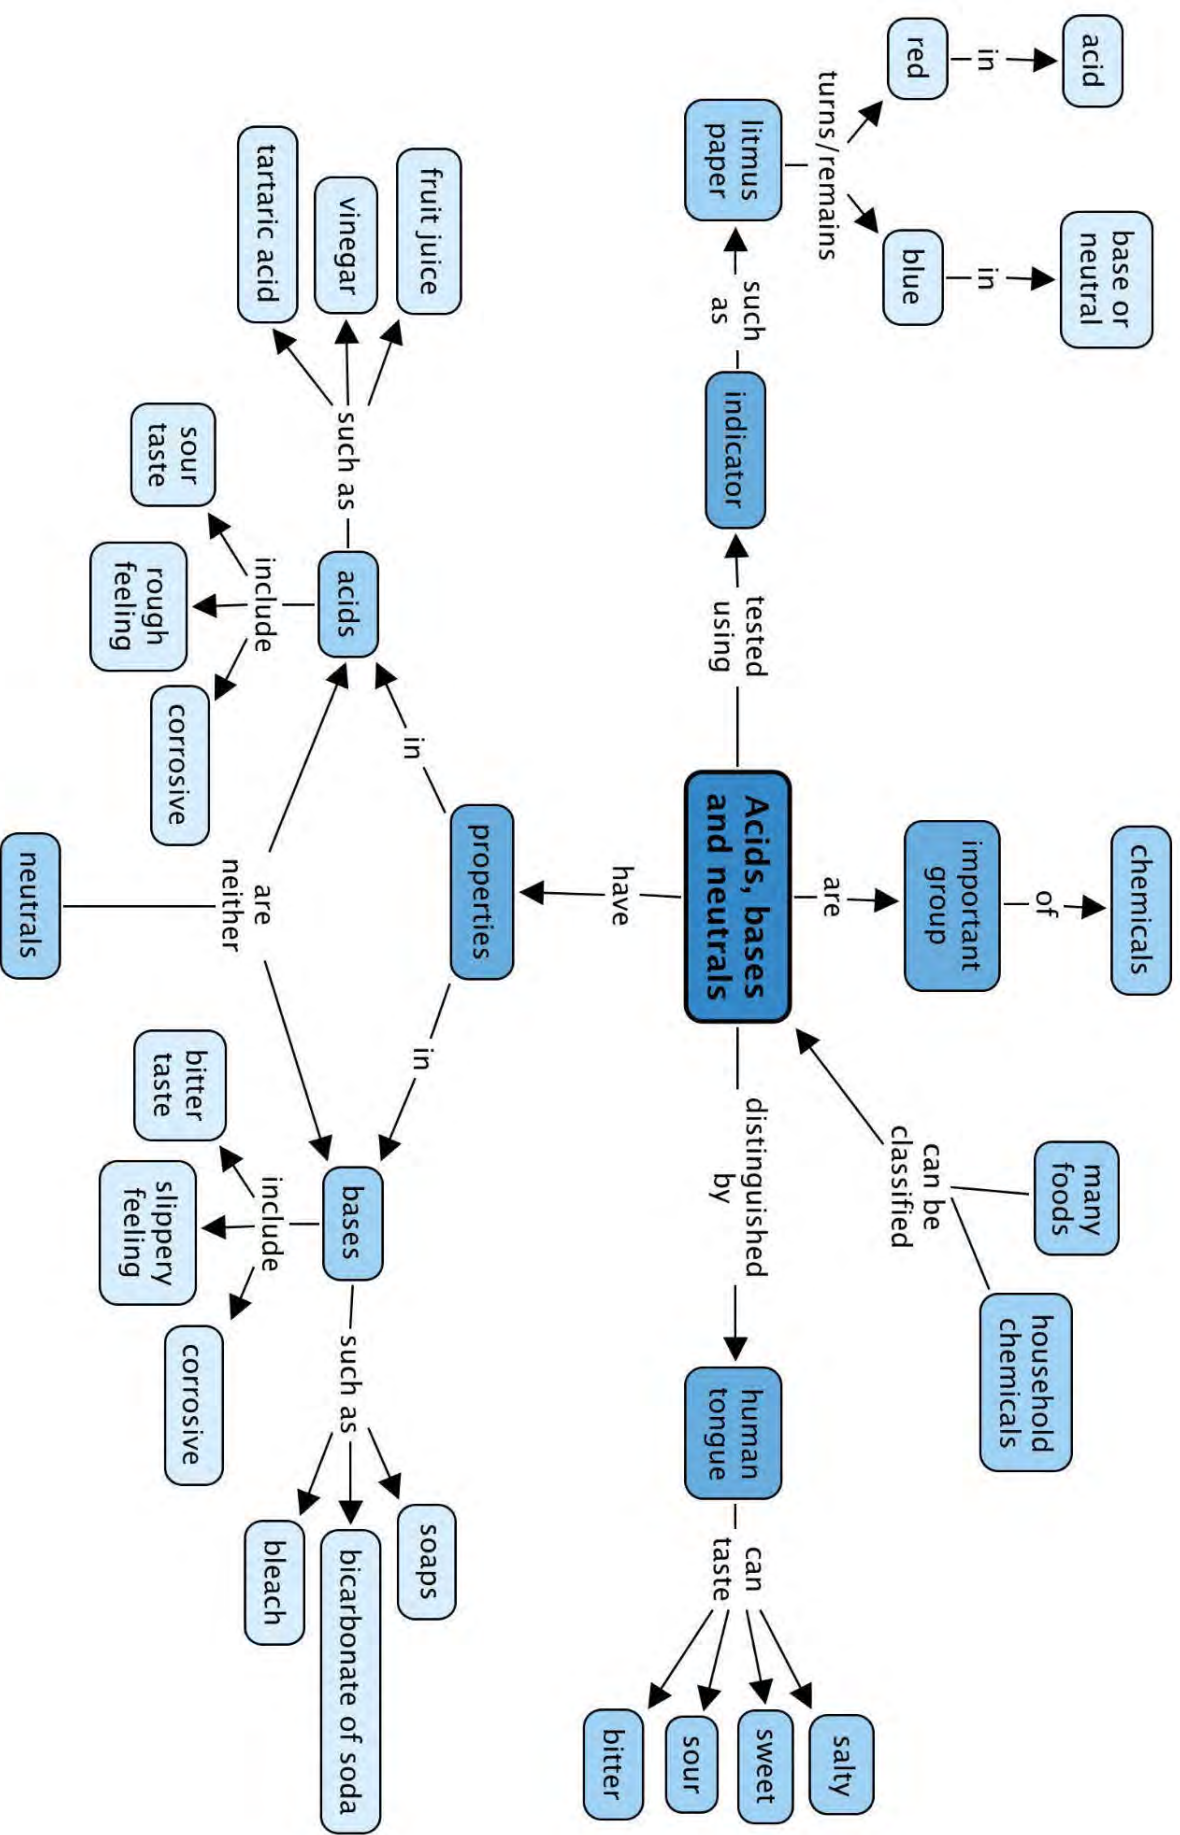 chemicals
of
important
group
are
Acids, bases
and neutrals
many
foods
household
chemicals
can be
classified
tested
using
indicator
such
as
litmus
paper
turns/remains
red
in
acid
blue
in
base or
neutral
distinguished
by
human
tongue
can
taste
salty
sweet
sour
bitter
have
properties
in
acids
such as
fruit juice
vinegar
tartaric acid
include
sour
taste
rough
feeling
corrosive
in
bases
such as
soaps
bicarbonate of soda
bleach
include
bitter
taste
slippery
feeling
corrosive
are
neither
neutrals